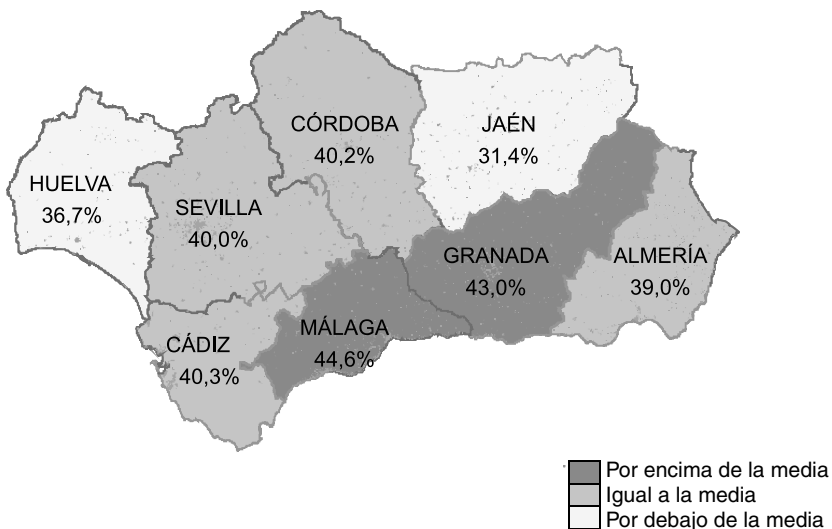 CÓRDOBA
40,2%
JAÉN
31,4%
HUELVA
36,7%
SEVILLA
40,0%
GRANADA
43,0%
ALMERÍA
39,0%
MÁLAGA
44,6%
CÁDIZ
40,3%
Por encima de la media
Igual a la media
Por debajo de la media